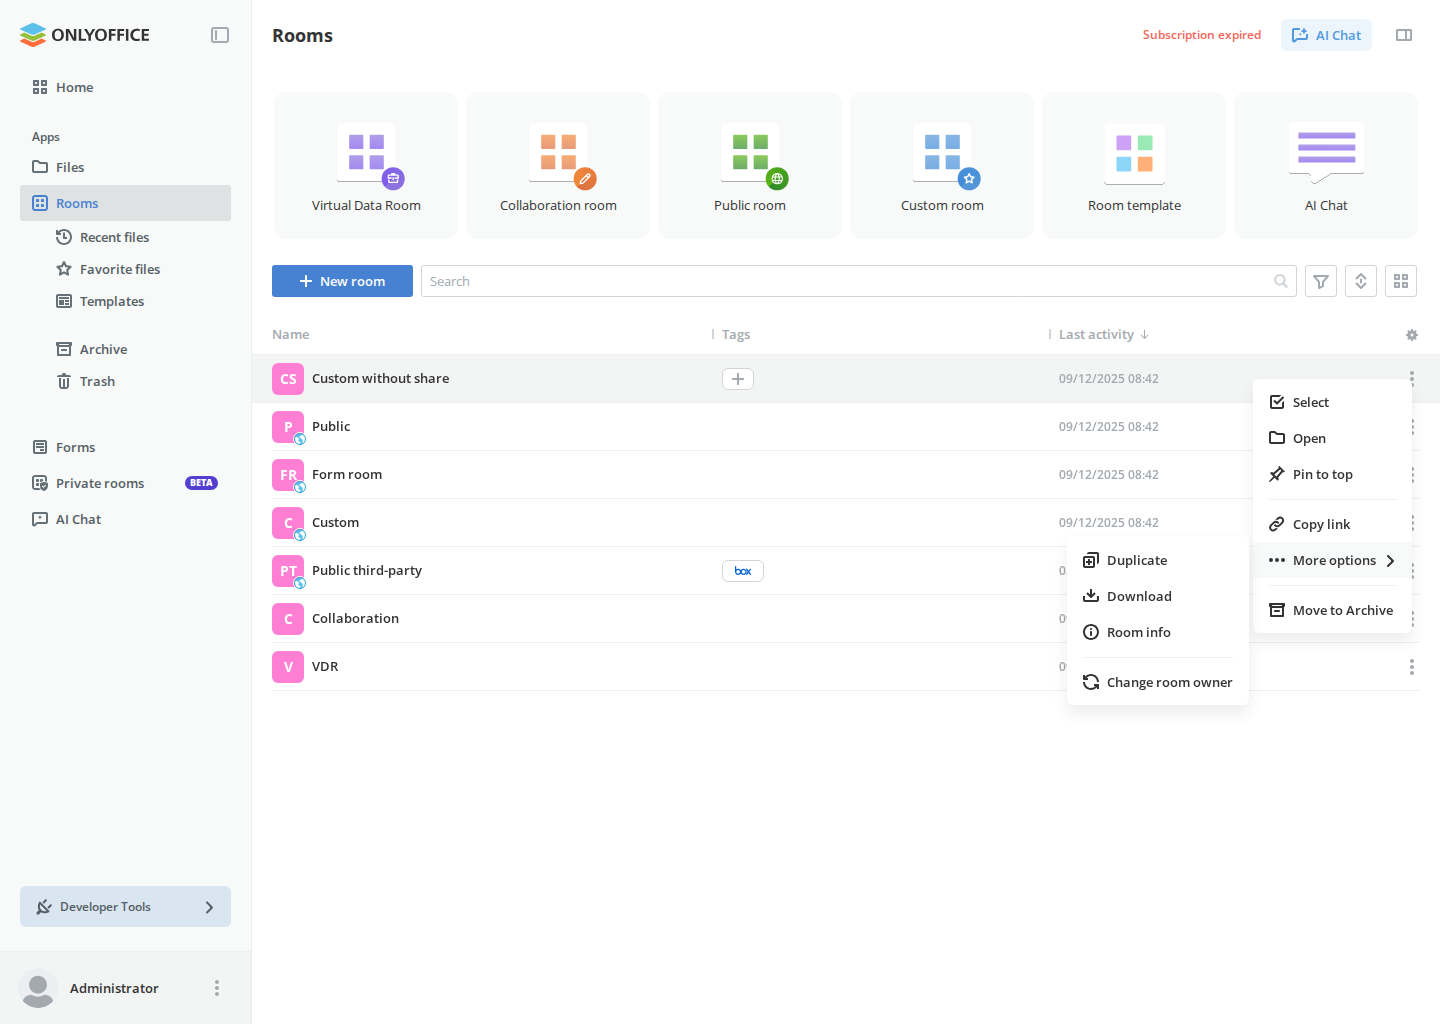 ONLYOFFICE
Home
Apps
Files
Rooms
Recent files
Favorite files
Templates
Archive
Trash
Forms
Private rooms BETA
AI Chat
Developer Tools
Administrator
Rooms
Subscription expired
AI Chat
Virtual Data Room
Collaboration room
Public room
Custom room
Room template
AI Chat
New room
Search
Name
Tags
Last activity
CS Custom without share 09/12/2025 08:42
P Public 09/12/2025 08:42
FR Form room 09/12/2025 08:42
C Custom 09/12/2025 08:42
PT Public third-party box
C Collaboration
V VDR
Select
Open
Pin to top
Copy link
More options
Move to Archive
Duplicate
Download
Room info
Change room owner